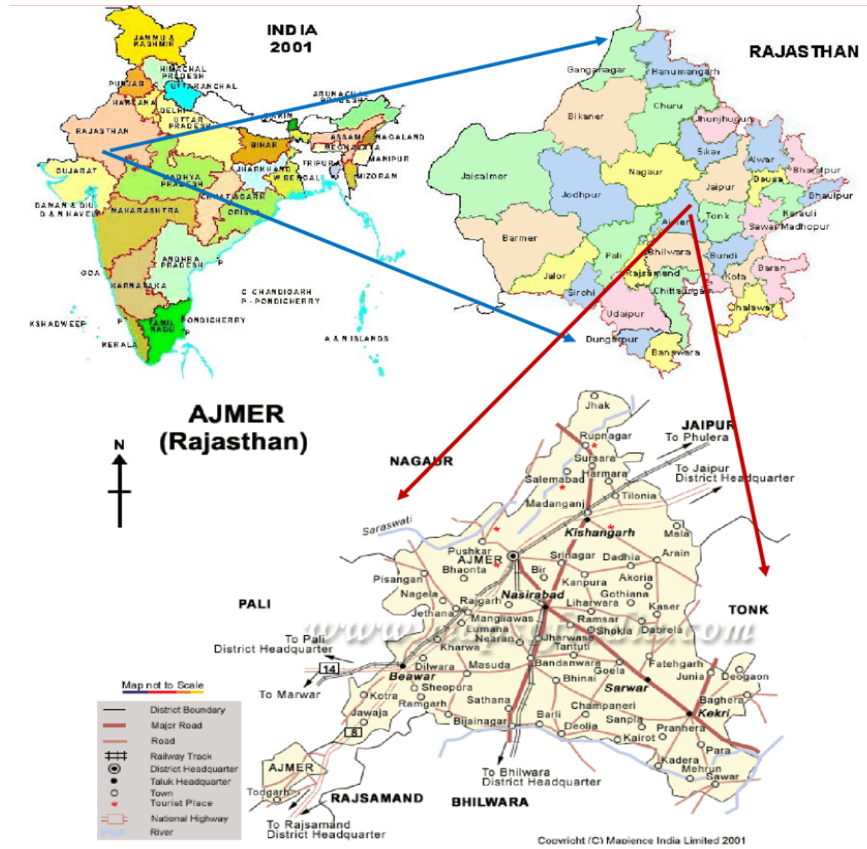 INDIA
2001
JAMMU &
KASHMIR
HIMACHAL
PRADESH
PUNJAB
UTTARANCHAL
HARYANA
DELHI
RAJASTHAN
UTTAR
PRADESH
SIKKIM
ARUNACHAL
PRADESH
ASSAM
NAGALAND
MEGHALAYA
MANIPUR
TRIPURA
MIZORAM
BIHAR
JHARKHAND
W BENGAL
GUJARAT
MADHYA
PRADESH
CHHATISGARH
ORISSA
DAMAN & DIU
D & N HAVELI
MAHARASHTRA
ANDHRA
PRADESH
GOA
KARNATAKA
C - CHANDIGARH
P - PONDICHERRY
KSHADWEEP
TAMIL
NADU
PONDICHERRY
KERALA
A & N ISLANDS
RAJASTHAN
Ganganagar
Hanumangarh
Bikaner
Churu
Jhunjhunun
Sikar
Alwar
Jaisalmer
Nagaur
Jaipur
Dausa
Bharatpur
Dhaulpur
Jodhpur
Ajmer
Tonk
Karauli
Sawai Madhopur
Barmer
Pali
Bhilwara
Bundi
Jalor
Rajsamand
Kota
Baran
Sirohi
Chittaurgarh
Udaipur
Jhalawar
Dungarpur
Banswara
AJMER
(Rajasthan)
N
NAGAUR
JAIPUR
To Phulera
To Jaipur
District Headquarter
Jhak
Rupnagar
Sursara
Salemabad
Harmara
Madanganj
Tilonia
Saraswati
Kishangarh
Mala
Pushkar
AJMER
Srinagar
Dadhia
Arain
Pisangan
Bhaonta
Bir
Kanpura
Akoria
Nagela
Nasirabad
Gothiana
Rajgarh
Liharwara
Kaser
Jethana
Mangliawas
Ramsar
PALI
TONK
Lumana
Nearan
Jharwasa
Shokla
Dabrela
To Pali
District Headquarter
Kharwa
Tantuti
14
Dilwara
Masuda
Bandanwara
Goela
Fatehgarh
Junia
Deogaon
Beawar
Bhinai
To Marwar
Sheopura
Sarwar
Baghera
Kotra
Ramgarh
Sathana
Champaneri
Kekri
Jawaja
Barli
Sanpla
Bijainagar
Deolia
Kairot
Pranhera
8
Para
Kadera
Mehrun
Sawar
To Bhilwara
District Headquarter
AJMER
Todgarh
RAJSAMAND
BHILWARA
To Rajsamand
District Headquarter
Map not to Scale
District Boundary
Major Road
Road
Railway Track
District Headquarter
Taluk Headquarter
Town
Tourist Place
National Highway
River
Copyright (C) Mapience India Limited 2001